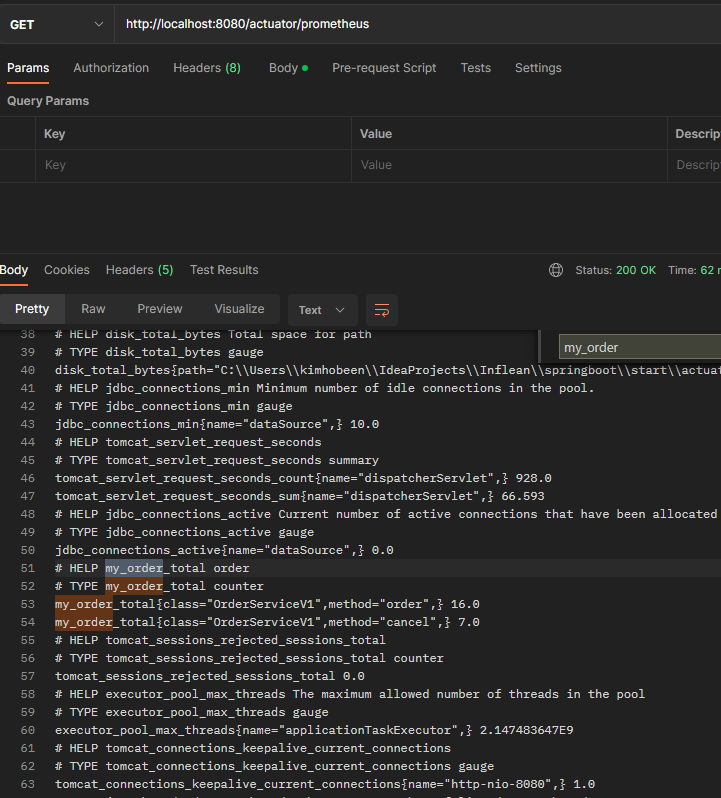 GET http://localhost:8080/actuator/prometheus
Params Authorization Headers (8) Body Pre-request Script Tests Settings
Query Params
Key Value Descrip
Key Value Descrip
Body Cookies Headers (5) Test Results Status: 200 OK Time: 62
Pretty Raw Preview Visualize Text
my_order
38 # HELP disk_total_bytes Total space for path
39 # TYPE disk_total_bytes gauge
40 disk_total_bytes{path="C:\\Users\\kimhobeen\\IdeaProjects\\Inflean\\springboot\\start\\actuat
41 # HELP jdbc_connections_min Minimum number of idle connections in the pool.
42 # TYPE jdbc_connections_min gauge
43 jdbc_connections_min{name="dataSource",} 10.0
44 # HELP tomcat_servlet_request_seconds
45 # TYPE tomcat_servlet_request_seconds summary
46 tomcat_servlet_request_seconds_count{name="dispatcherServlet",} 928.0
47 tomcat_servlet_request_seconds_sum{name="dispatcherServlet",} 66.593
48 # HELP jdbc_connections_active Current number of active connections that have been allocated
49 # TYPE jdbc_connections_active gauge
50 jdbc_connections_active{name="dataSource",} 0.0
51 # HELP my_order_total order
52 # TYPE my_order_total counter
53 my_order_total{class="OrderServiceV1",method="order",} 16.0
54 my_order_total{class="OrderServiceV1",method="cancel",} 7.0
55 # HELP tomcat_sessions_rejected_sessions_total
56 # TYPE tomcat_sessions_rejected_sessions_total counter
57 tomcat_sessions_rejected_sessions_total 0.0
58 # HELP executor_pool_max_threads The maximum allowed number of threads in the pool
59 # TYPE executor_pool_max_threads gauge
60 executor_pool_max_threads{name="applicationTaskExecutor",} 2.147483647E9
61 # HELP tomcat_connections_keepalive_current_connections
62 # TYPE tomcat_connections_keepalive_current_connections gauge
63 tomcat_connections_keepalive_current_connections{name="http-nio-8080",} 1.0